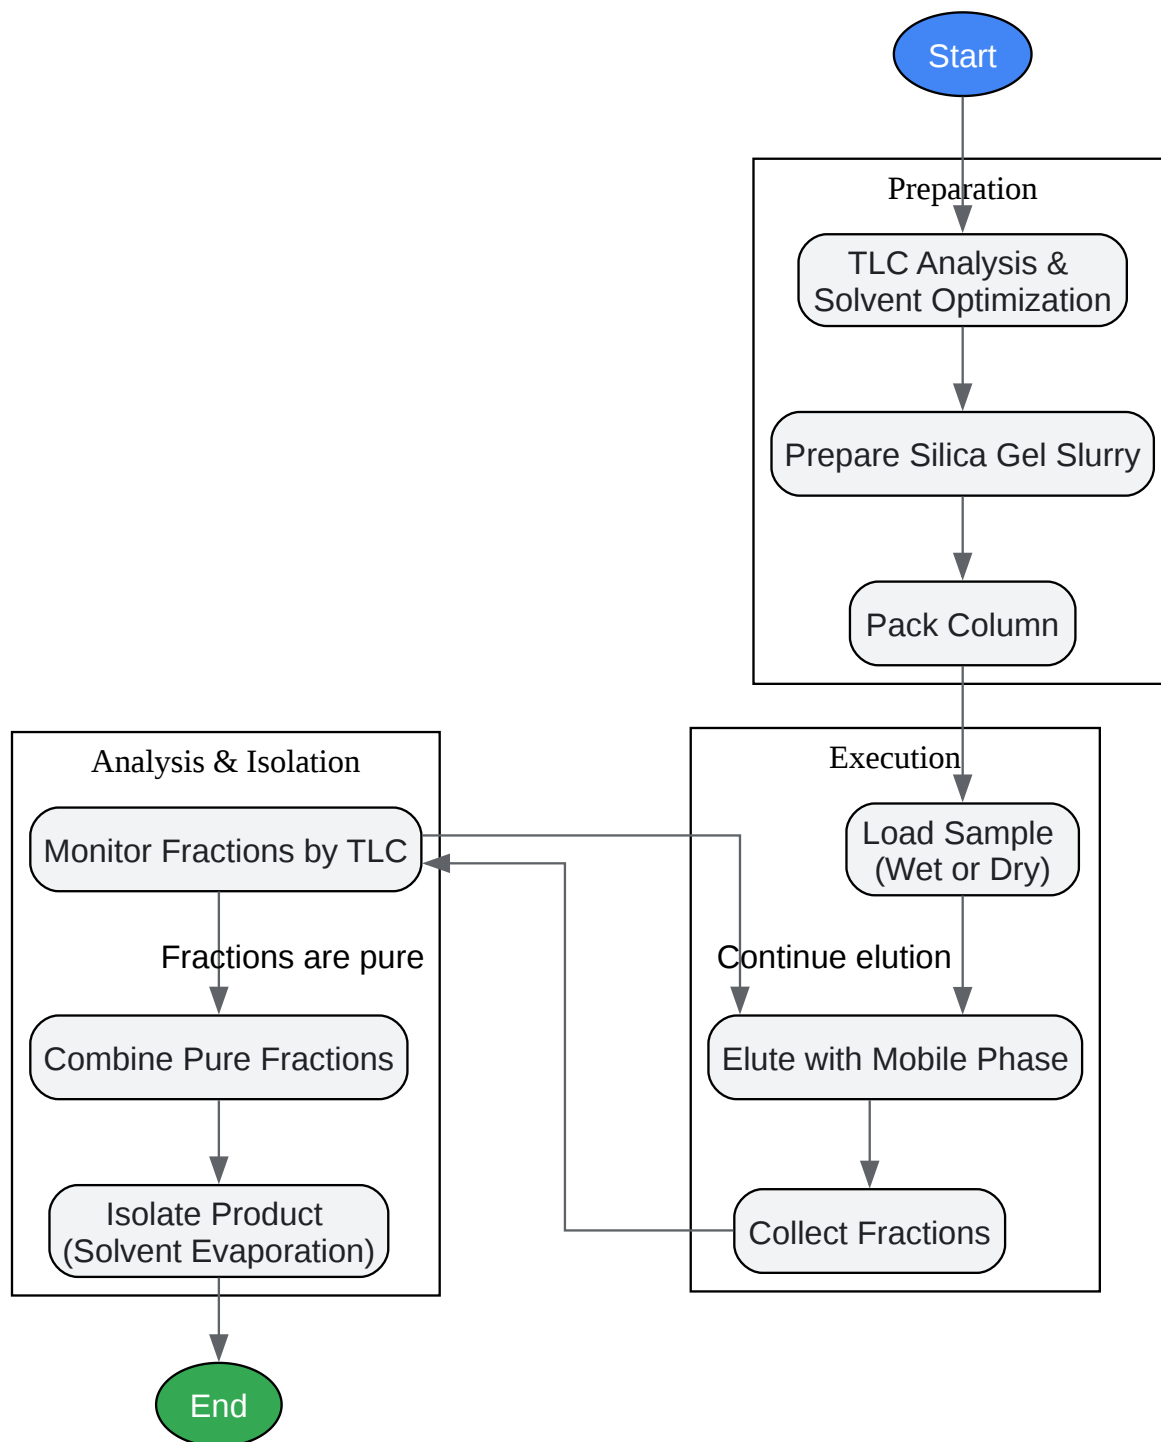 Start
Preparation
TLC Analysis &
Solvent Optimization
Prepare Silica Gel Slurry
Pack Column
Execution
Load Sample
(Wet or Dry)
Continue elution
Elute with Mobile Phase
Collect Fractions
Analysis & Isolation
Monitor Fractions by TLC
Fractions are pure
Combine Pure Fractions
Isolate Product
(Solvent Evaporation)
End